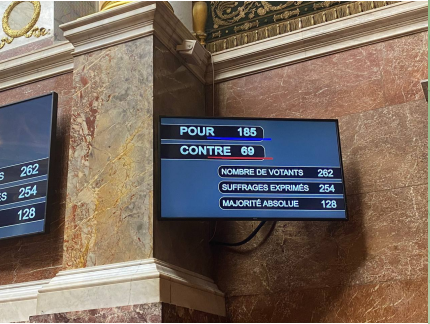 POUR 185
CONTRE 69
NOMBRE DE VOTANTS 262
SUFFRAGES EXPRIMÉS 254
MAJORITÉ ABSOLUE 128
S 262
S 254
128